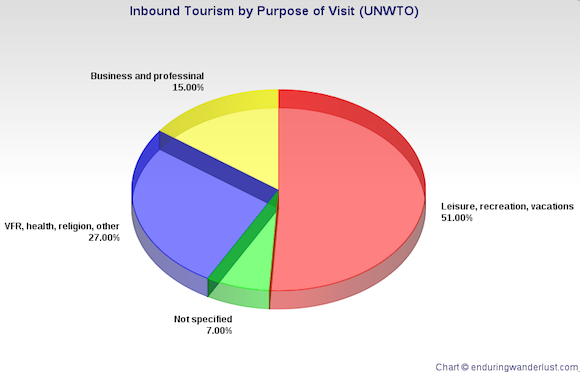 Inbound Tourism by Purpose of Visit (UNWTO)
Business and professinal
15.00%
Leisure, recreation, vacations
51.00%
VFR, health, religion, other
27.00%
Not specified
7.00%
Chart © enduringwanderlust.com